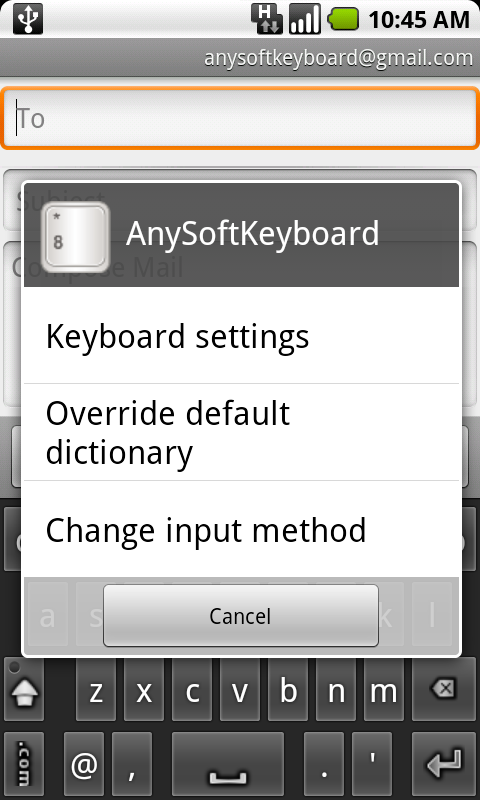 H 10:45 AM
anysoftkeyboard@gmail.com
To
Subject
Compose Mail
* 
8
AnySoftKeyboard
Keyboard settings
Override default
dictionary
Change input method
a s k l
Cancel
z x c v b n m
.com @ , . '